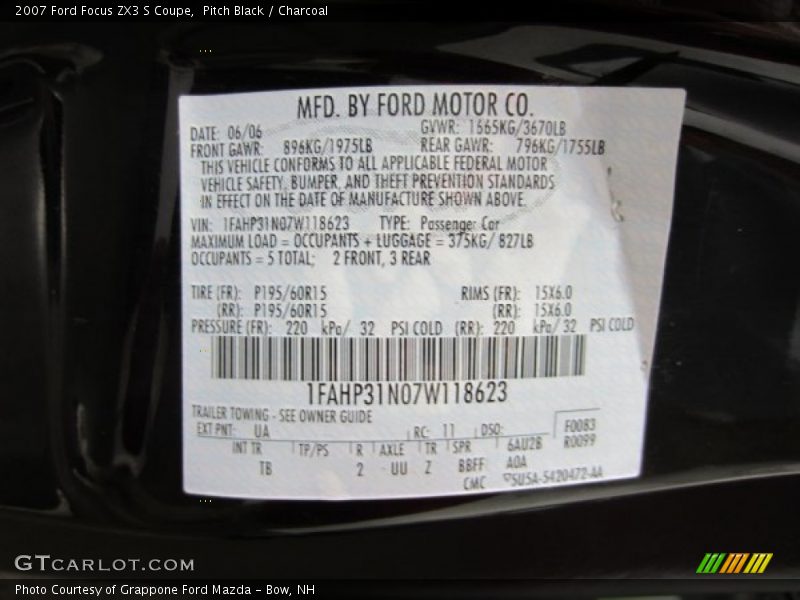 2007 Ford Focus ZX3 S Coupe,  Pitch Black / Charcoal
MFD. BY FORD MOTOR CO.
DATE: 06/06 GVWR: 1665KG/3670LB
FRONT GAWR: 896KG/1975LB REAR GAWR: 796KG/1755LB
THIS VEHICLE CONFORMS TO ALL APPLICABLE FEDERAL MOTOR
VEHICLE SAFETY, BUMPER, AND THEFT PREVENTION STANDARDS
IN EFFECT ON THE DATE OF MANUFACTURE SHOWN ABOVE.
VIN: 1FAHP31N07W118623 TYPE: Passenger Car
MAXIMUM LOAD = OCCUPANTS + LUGGAGE = 375KG/ 827LB
OCCUPANTS = 5 TOTAL; 2 FRONT, 3 REAR
TIRE (FR): P195/60R15 RIMS (FR): 15X6.0
(RR): P195/60R15 (RR): 15X6.0
PRESSURE (FR): 220 kPa/ 32 PSI COLD (RR): 220 kPa/ 32 PSI COLD
1FAHP31N07W118623
TRAILER TOWING - SEE OWNER GUIDE
EXT PNT: UA RC: 11 DSO: F0083
INT TR TP/PS R AXLE TR SPR 6AU2B R0099
TB 2 UU Z BBFF AOA
CMC 5U5A-5420472-AA
GTCARLOT.COM
Photo Courtesy of Grappone Ford Mazda - Bow, NH